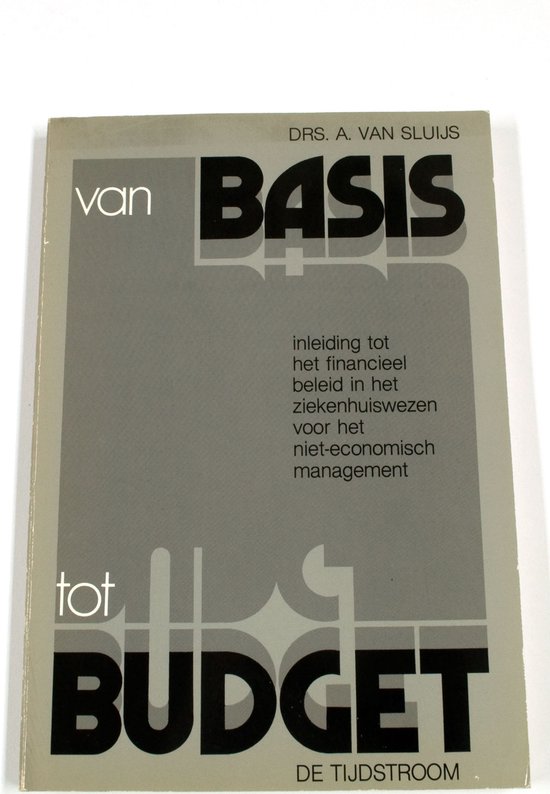 DRS. A. VAN SLUIJS
van BASIS
inleiding tot
het financieel
beleid in het
ziekenhuiswezen
voor het
niet-economisch
management
tot
BUDGET
DE TIJDSTROOM